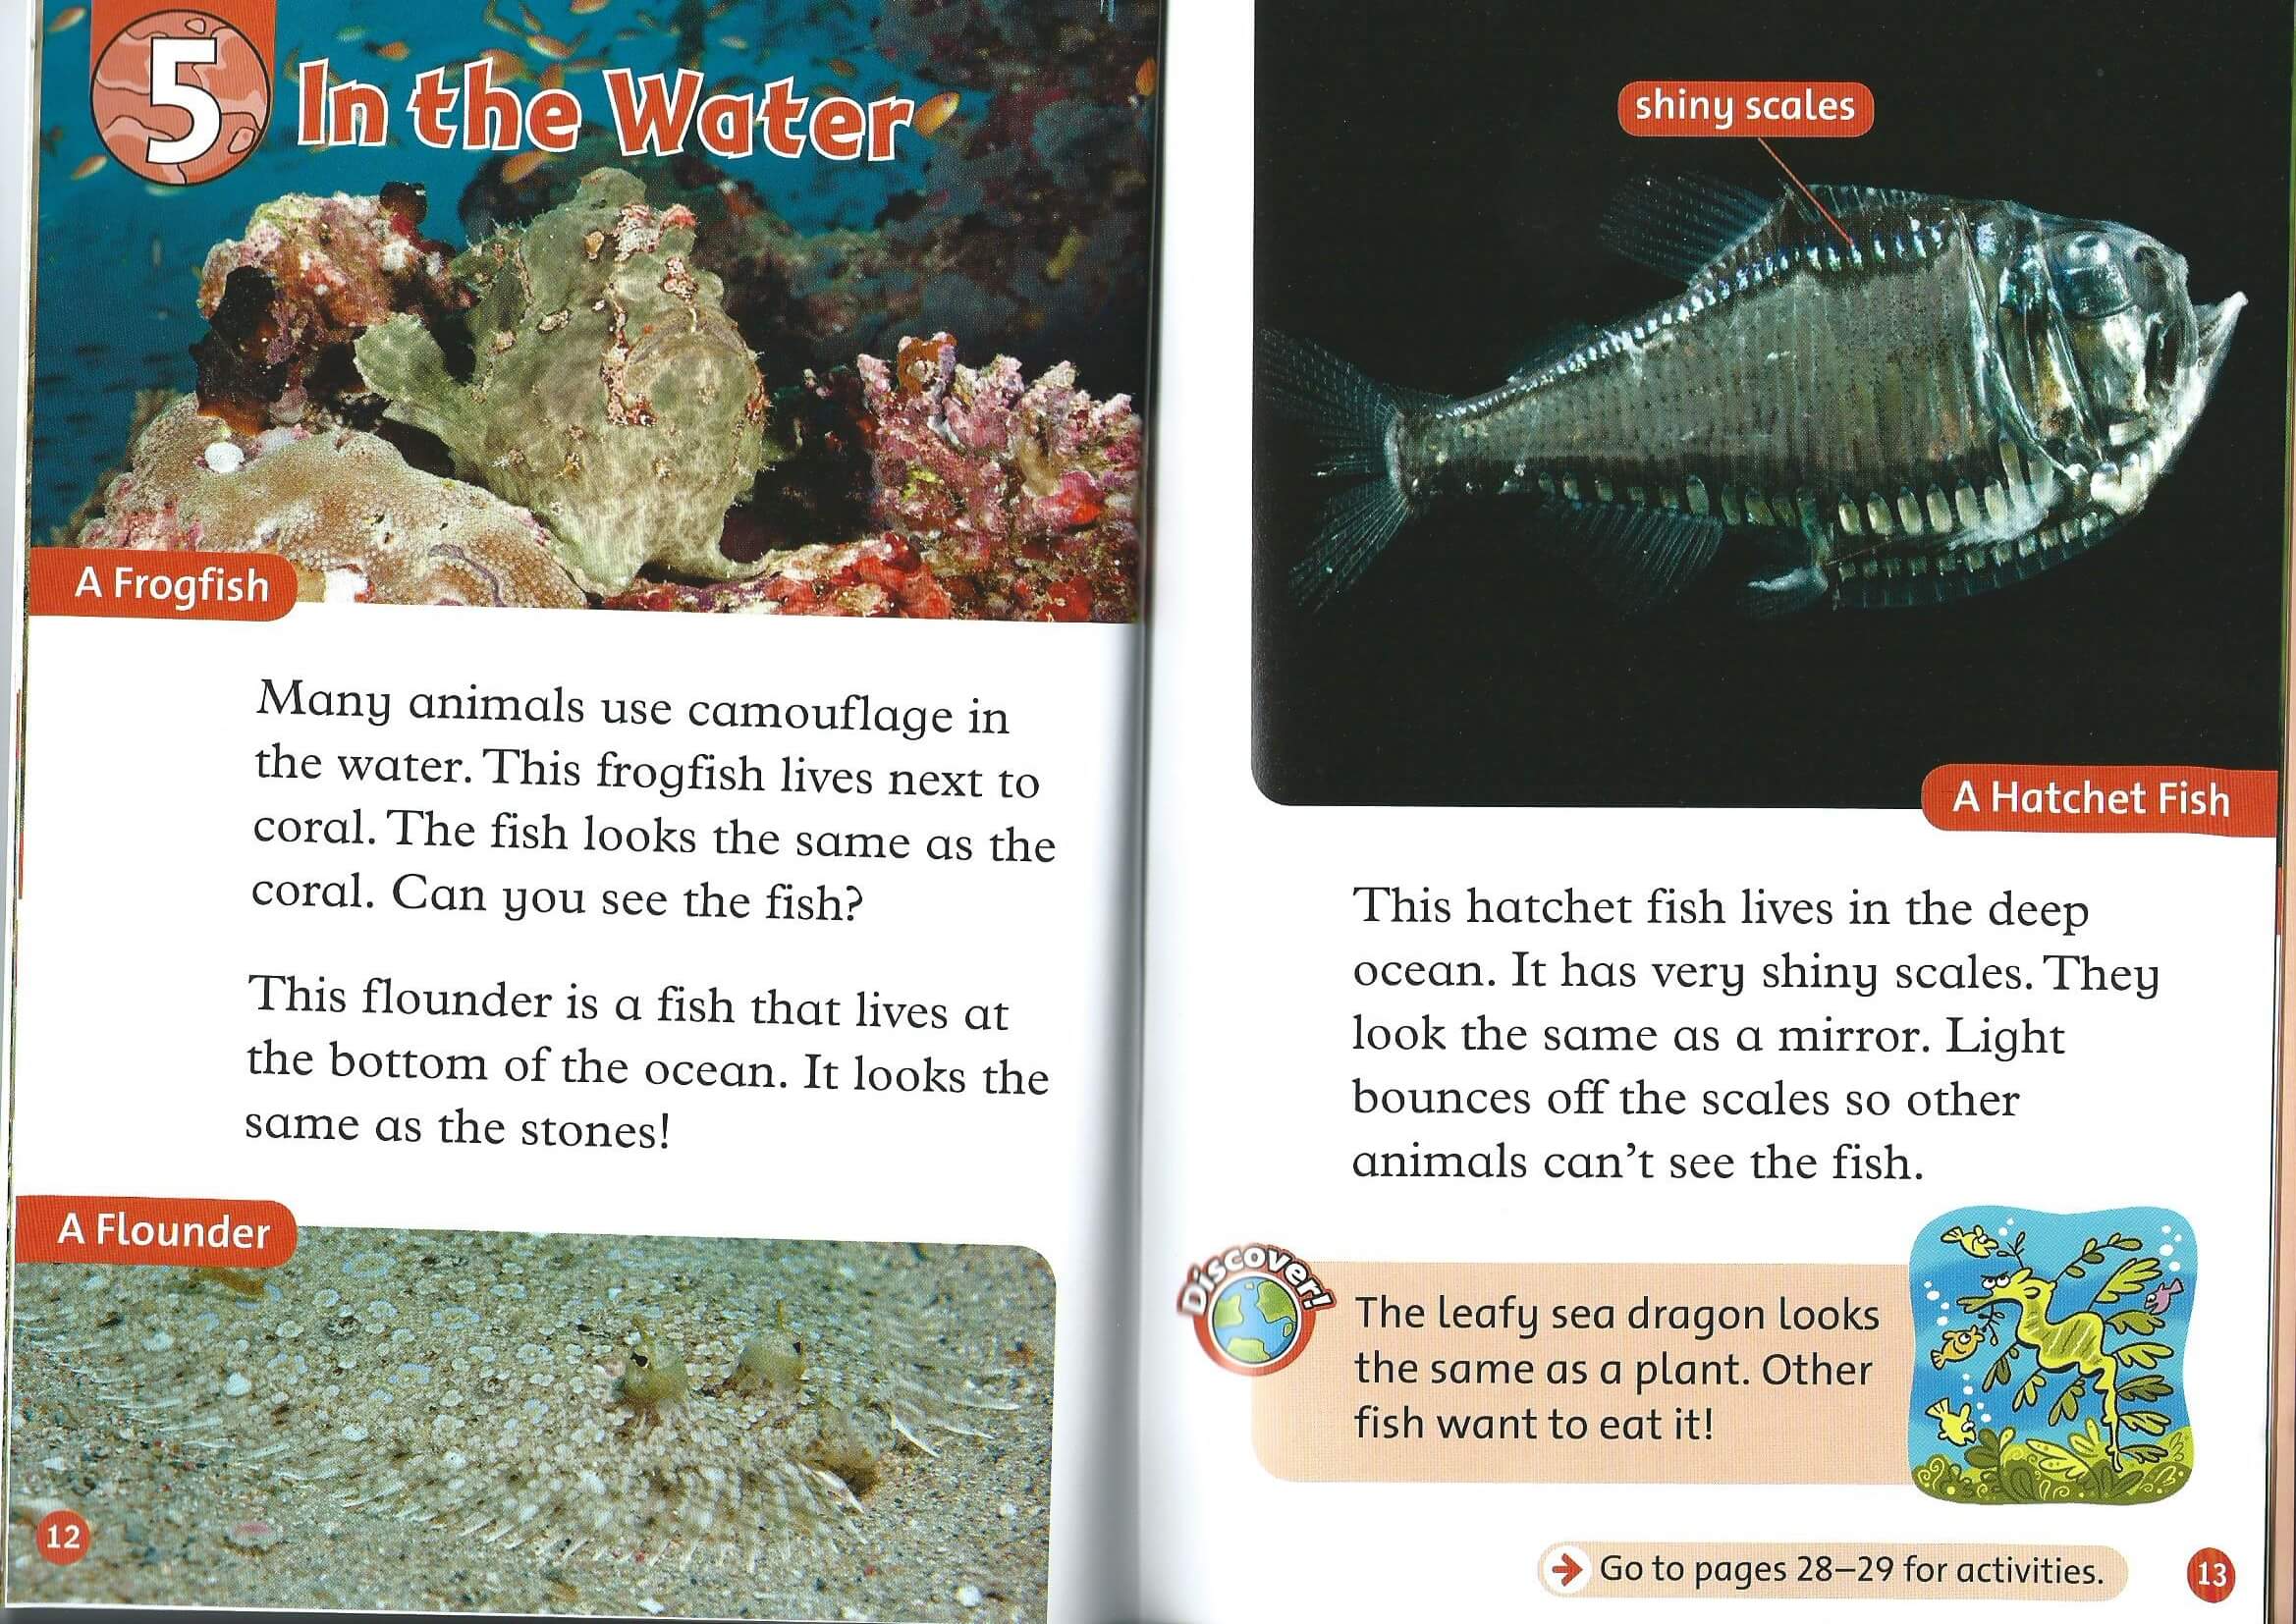 5
In the Water
A Frogfish
Many animals use camouflage in
the water. This frogfish lives next to
coral. The fish looks the same as the
coral. Can you see the fish?
This flounder is a fish that lives at
the bottom of the ocean. It looks the
same as the stones!
A Flounder
12
shiny scales
A Hatchet Fish
This hatchet fish lives in the deep
ocean. It has very shiny scales. They
look the same as a mirror. Light
bounces off the scales so other
animals can't see the fish.
Discover!
The leafy sea dragon looks
the same as a plant. Other
fish want to eat it!
Go to pages 28–29 for activities.
13